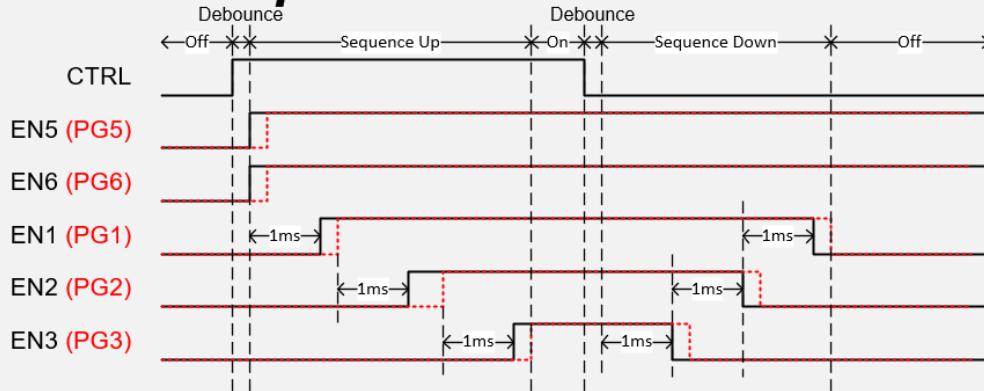 Debounce Debounce
Off Sequence Up On Sequence Down Off
CTRL
EN5 (PG5)
EN6 (PG6)
EN1 (PG1) 1ms 1ms
EN2 (PG2) 1ms 1ms
EN3 (PG3) 1ms 1ms